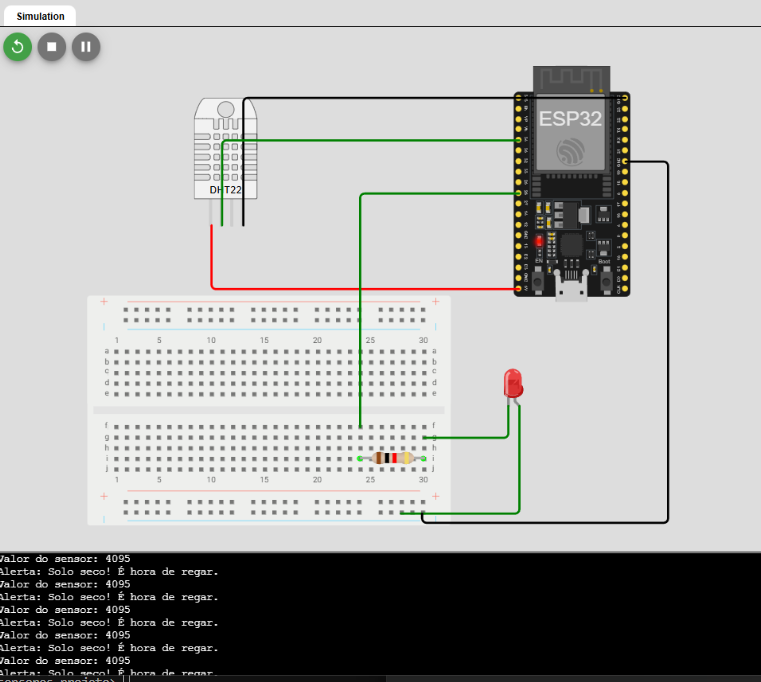 Simulation
ESP32
DHT22
EN
Boot
+ +
1 5 10 15 20 25 30
a a
b b
c c
d d
e e
f f
g g
h h
i i
j j
1 5 10 15 20 25 30
+ +
Valor do sensor: 4095
Alerta: Solo seco! É hora de regar.
Valor do sensor: 4095
Alerta: Solo seco! É hora de regar.
Valor do sensor: 4095
Alerta: Solo seco! É hora de regar.
Valor do sensor: 4095
Alerta: Solo seco! É hora de regar.
Valor do sensor: 4095
Alerta: Solo seco! É hora de regar.